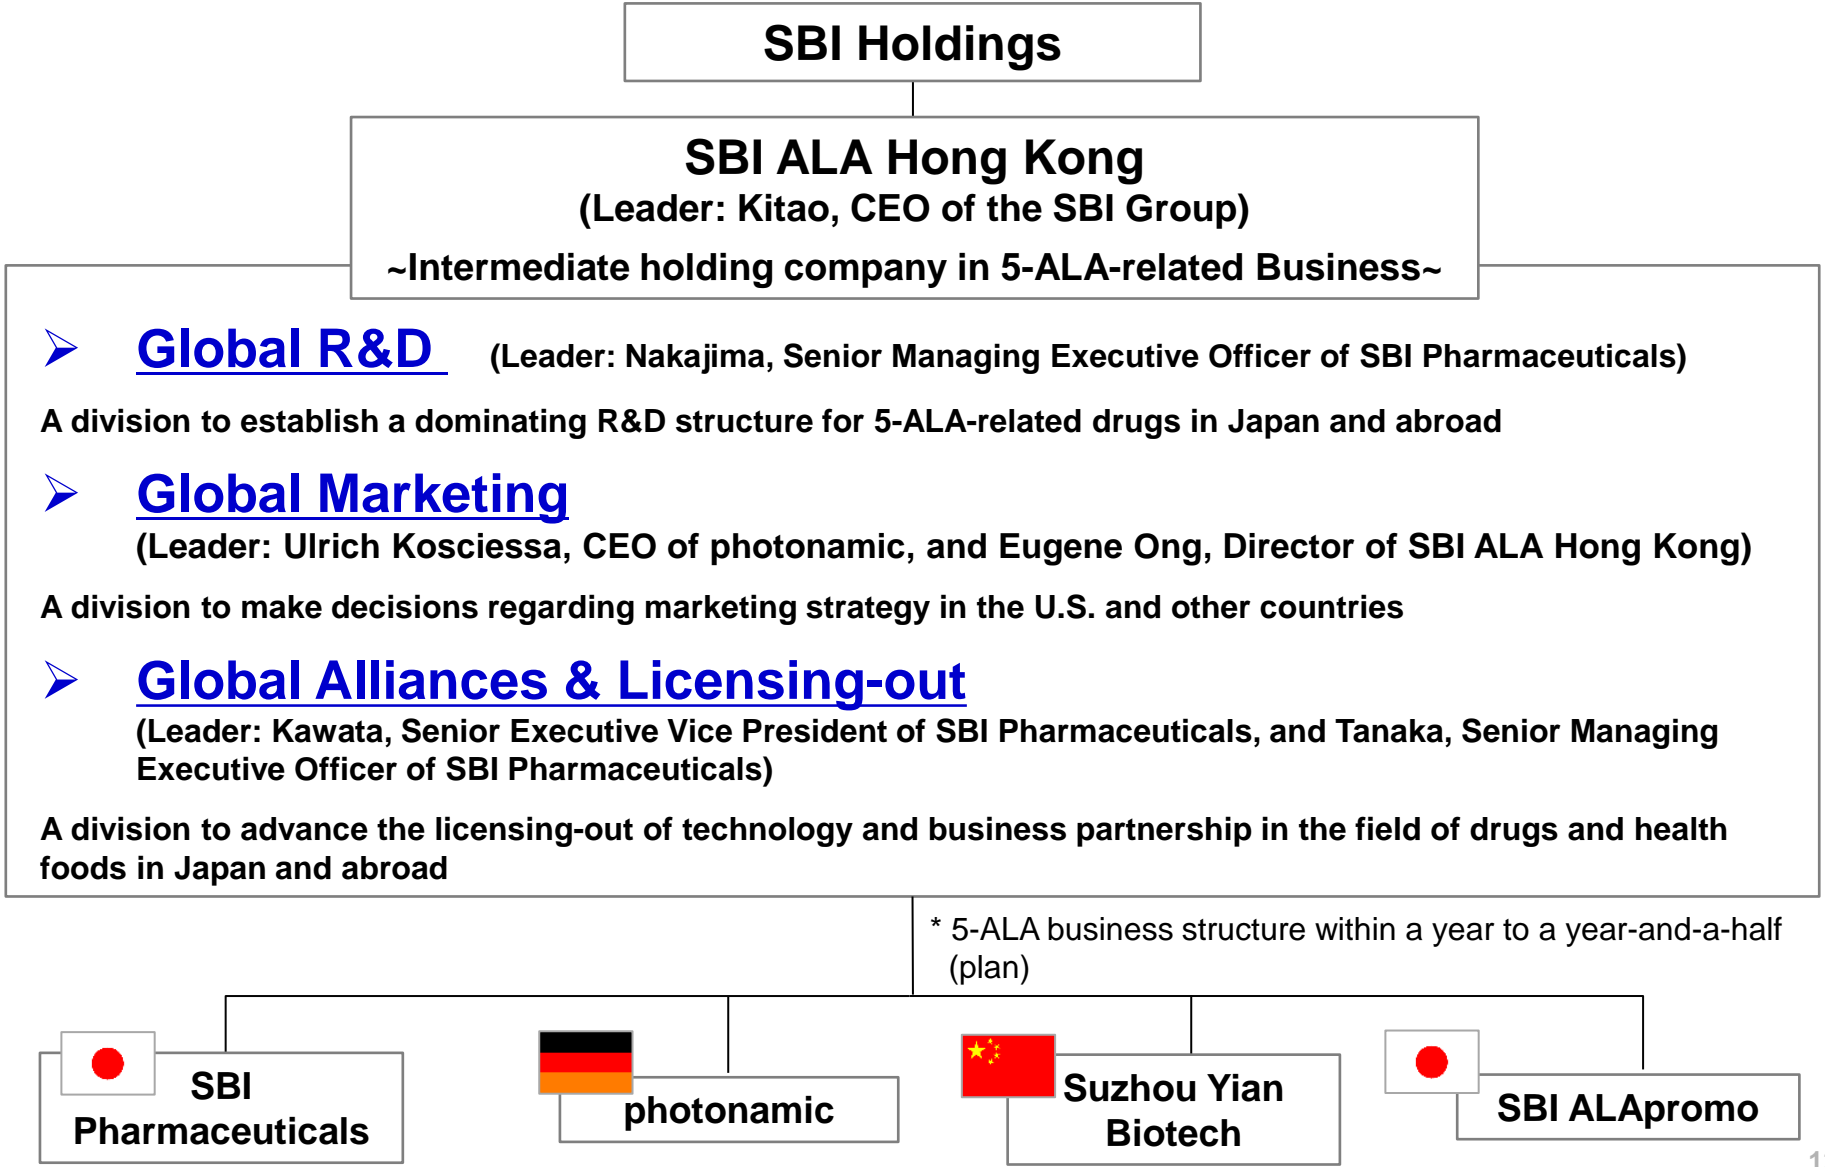 SBI Holdings
SBI ALA Hong Kong
(Leader: Kitao, CEO of the SBI Group)
~Intermediate holding company in 5-ALA-related Business~
➢ Global R&D (Leader: Nakajima, Senior Managing Executive Officer of SBI Pharmaceuticals)
A division to establish a dominating R&D structure for 5-ALA-related drugs in Japan and abroad
➢ Global Marketing
(Leader: Ulrich Kosciessa, CEO of photonamic, and Eugene Ong, Director of SBI ALA Hong Kong)
A division to make decisions regarding marketing strategy in the U.S. and other countries
➢ Global Alliances & Licensing-out
(Leader: Kawata, Senior Executive Vice President of SBI Pharmaceuticals, and Tanaka, Senior Managing
Executive Officer of SBI Pharmaceuticals)
A division to advance the licensing-out of technology and business partnership in the field of drugs and health
foods in Japan and abroad
* 5-ALA business structure within a year to a year-and-a-half
(plan)
SBI
Pharmaceuticals
photonamic
Suzhou Yian
Biotech
SBI ALApromo